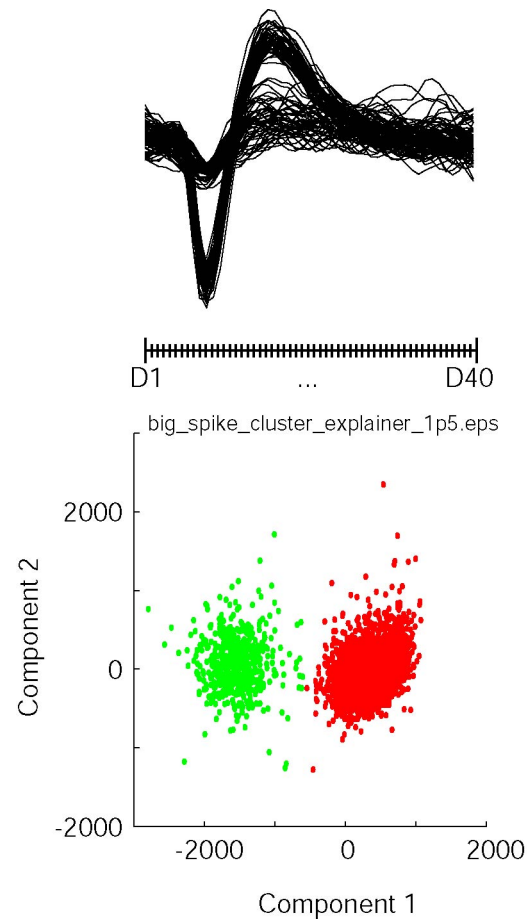 D1 ... D40
big_spike_cluster_explainer_1p5.eps
2000
0
-2000
Component 2
-2000 0 2000
Component 1